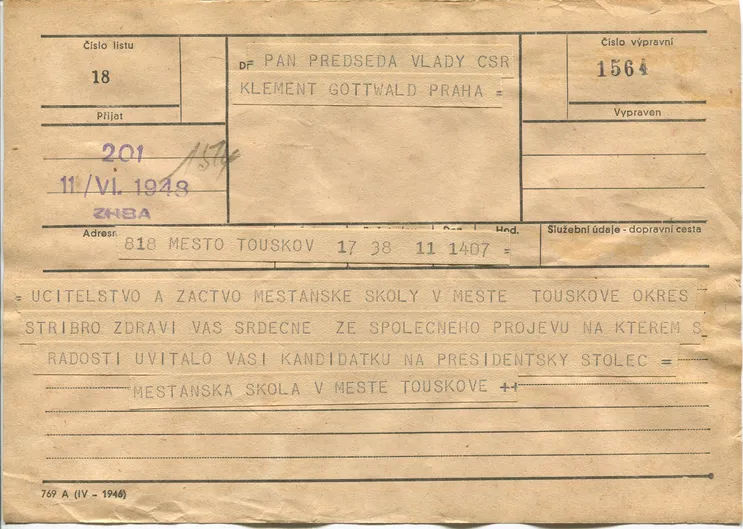 Číslo listu
18
Přijat
DF PAN PREDSEDA VLADY CSR
KLEMENT GOTTWALD PRAHA =
Číslo výpravní
1564
Vypraven
201
11/VI. 1948
ZHBA
Adresn
Hod.
Služební údaje - dopravní cesta
818 MESTO TOUSKOV 17 38 11 1407 =
= UCITELSTVO A ZACTVO MESTANSKE SKOLY V MESTE TOUSKOVE OKRES
STRIBRO ZDRAVI VAS SRDECNE ZE SPOLECNEHO PROJEVU NA KTEREM S
RADOSTI UVITALO VASI KANDIDATKU NA PRESIDENTSKY STOLEC =
MESTANSKA SKOLA V MESTE TOUSKOVE ++
769 A (IV - 1946)